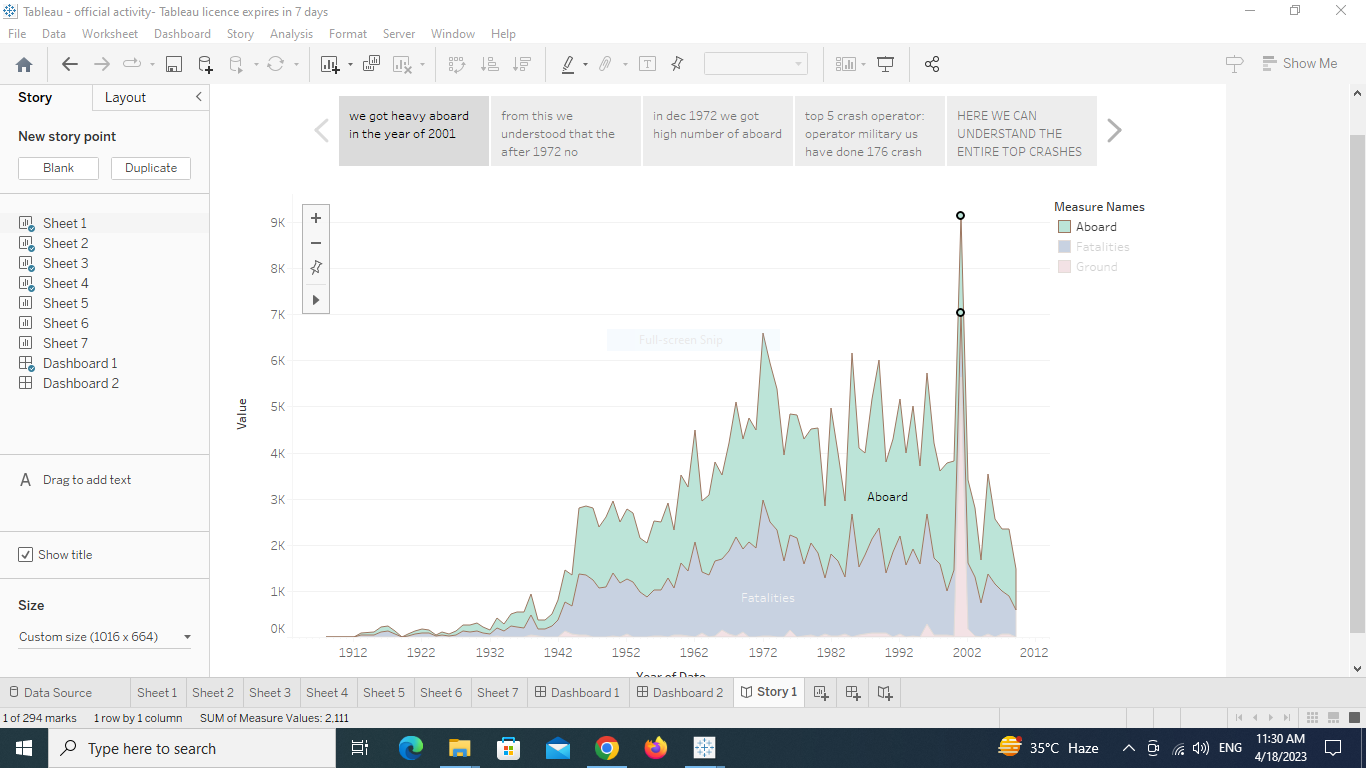 Tableau - official activity- Tableau licence expires in 7 days
File Data Worksheet Dashboard Story Analysis Format Server Window Help
Show Me
Story Layout
New story point
Blank Duplicate
Sheet 1
Sheet 2
Sheet 3
Sheet 4
Sheet 5
Sheet 6
Sheet 7
Dashboard 1
Dashboard 2
A Drag to add text
Show title
Size
Custom size (1016 x 664)
we got heavy aboard
in the year of 2001
from this we
understood that the
after 1972 no
in dec 1972 we got
high number of aboard
top 5 crash operator:
operator military us
have done 176 crash
HERE WE CAN
UNDERSTAND THE
ENTIRE TOP CRASHES
Measure Names
Aboard
Fatalities
Ground
9K
8K
7K
6K
5K
4K
3K
2K
1K
0K
Value
Full-screen Snip
Aboard
Fatalities
1912 1922 1932 1942 1952 1962 1972 1982 1992 2002 2012
Year of Date
Data Source Sheet 1 Sheet 2 Sheet 3 Sheet 4 Sheet 5 Sheet 6 Sheet 7 Dashboard 1 Dashboard 2 Story 1
1 of 294 marks 1 row by 1 column SUM of Measure Values: 2,111
Type here to search
35°C Haze
ENG
11:30 AM
4/18/2023